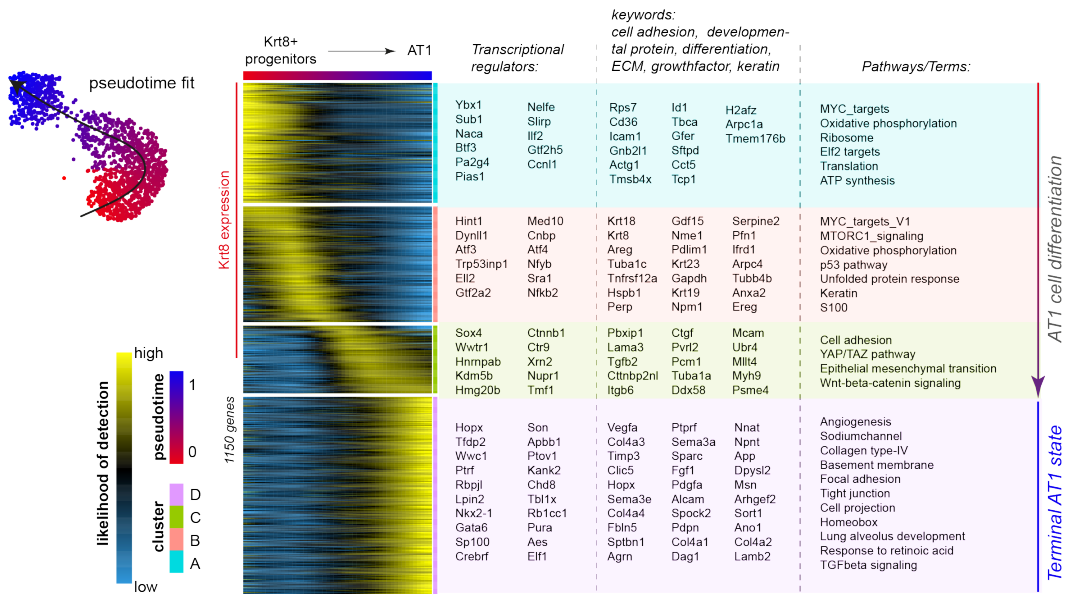 keywords:
cell adhesion, developmen-
tal protein, differentiation,
ECM, growthfactor, keratin
Krt8+
progenitors
AT1
Transcriptional
regulators:
Pathways/Terms:
pseudotime fit
Krt8 expression
1150 genes
AT1 cell differentiation
Terminal AT1 state
Ybx1 Nelfe Rps7 Id1 H2afz MYC_targets
Sub1 Slirp Cd36 Tbca Arpc1a Oxidative phosphorylation
Naca Ilf2 Icam1 Gfer Tmem176b Ribosome
Btf3 Gtf2h5 Gnb2l1 Sftpd Elf2 targets
Pa2g4 Ccnl1 Actg1 Cct5 Translation
Pias1 Tmsb4x Tcp1 ATP synthesis
Hint1 Med10 Krt18 Gdf15 Serpine2 MYC_targets_V1
Dynll1 Cnbp Krt8 Nme1 Pfn1 MTORC1_signaling
Atf3 Atf4 Areg Pdlim1 Ifrd1 Oxidative phosphorylation
Trp53inp1 Nfyb Tuba1c Krt23 Arpc4 p53 pathway
Ell2 Sra1 Tnfrsf12a Gapdh Tubb4b Unfolded protein response
Gtf2a2 Nfkb2 Hspb1 Krt19 Anxa2 Keratin
Perp Npm1 Ereg S100
Sox4 Ctnnb1 Pbxip1 Ctgf Mcam Cell adhesion
Wwtr1 Ctr9 Lama3 Pvrl2 Ubr4 YAP/TAZ pathway
Hnrnpab Xrn2 Tgfb2 Pcm1 Mllt4 Epithelial mesenchymal transition
Kdm5b Nupr1 Cttnbp2nl Tuba1a Myh9 Wnt-beta-catenin signaling
Hmg20b Tmf1 Itgb6 Ddx58 Psme4
Angiogenesis
Hopx Son Vegfa Ptprf Nnat Sodiumchannel
Tfdp2 Apbb1 Col4a3 Sema3a Npnt Collagen type-IV
Wwc1 Ptov1 Timp3 Sparc App Basement membrane
Ptrf Kank2 Clic5 Fgf1 Dpysl2 Focal adhesion
Rbpjl Chd8 Hopx Pdgfa Msn Tight junction
Lpin2 Tbl1x Sema3e Alcam Arhgef2 Cell projection
Nkx2-1 Rb1cc1 Col4a4 Spock2 Sort1 Homeobox
Gata6 Pura Fbln5 Pdpn Ano1 Lung alveolus development
Sp100 Aes Sptbn1 Col4a1 Col4a2 Response to retinoic acid
Crebrf Elf1 Agrn Dag1 Lamb2 TGFbeta signaling
likelihood of detection
high
low
pseudotime
1
0
cluster
D
C
B
A